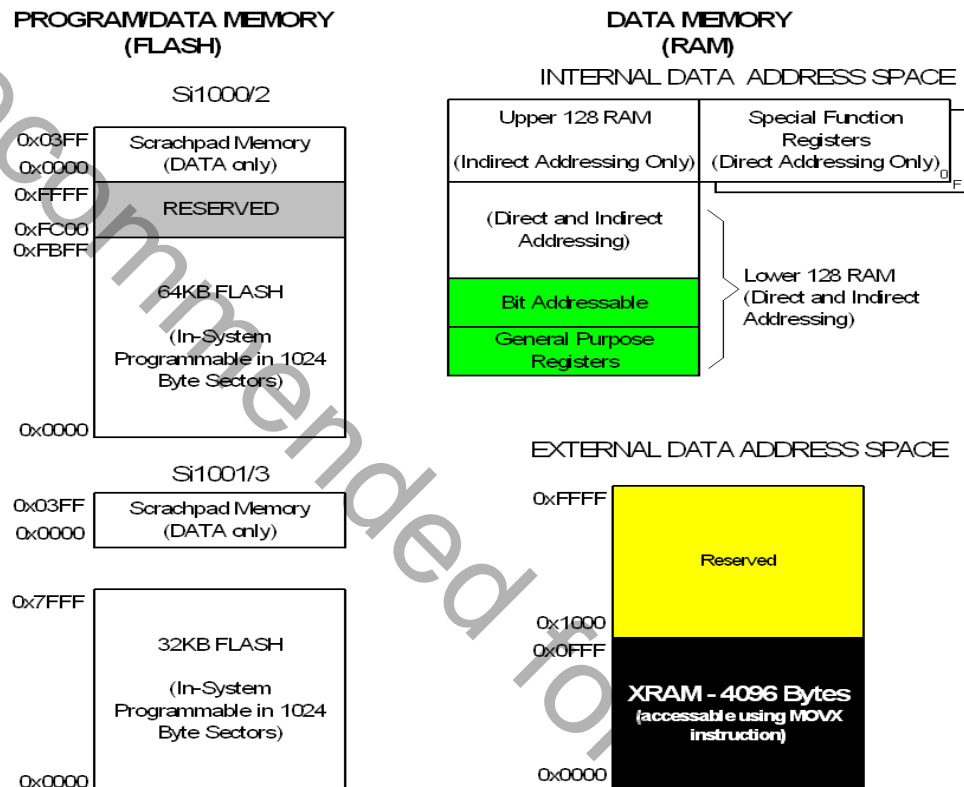 PROGRAM/DATA MEMORY
(FLASH)
Si1000/2
0x03FF
Scrachpad Memory
(DATA only)
0x0000
0xFFFF
RESERVED
0xFC00
0xFBFF
64KB FLASH
(In-System
Programmable in 1024
Byte Sectors)
0x0000
Si1001/3
0x03FF
Scrachpad Memory
(DATA only)
0x0000
0x7FFF
32KB FLASH
(In-System
Programmable in 1024
Byte Sectors)
0x0000
DATA MEMORY
(RAM)
INTERNAL DATA ADDRESS SPACE
Upper 128 RAM
(Indirect Addressing Only)
Special Function
Registers
(Direct Addressing Only)
0
F
(Direct and Indirect
Addressing)
Bit Addressable
General Purpose
Registers
Lower 128 RAM
(Direct and Indirect
Addressing)
EXTERNAL DATA ADDRESS SPACE
0xFFFF
Reserved
0x1000
0x0FFF
XRAM - 4096 Bytes
(accessable using MOVX
instruction)
0x0000
ecommended fo